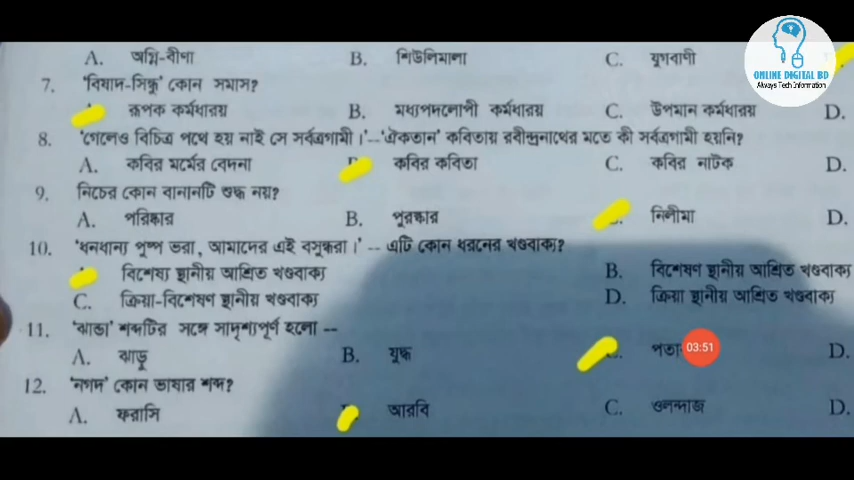 A. অগ্নি-বীণা B. শিউলিমালা C. যুগবাণী
ONLINE DIGITAL BD
Always Tech Information
7. 'বিষাদ-সিন্ধু' কোন সমাস?
রূপক কর্মধারয় B. মধ্যপদলোপী কর্মধারয় C. উপমান কর্মধারয় D.
8. 'গেলেও বিচিত্র পথে হয় নাই সে সর্বত্রগামী।'--'ঐকতান' কবিতায় রবীন্দ্রনাথের মতে কী সর্বত্রগামী হয়নি?
A. কবির মর্মের বেদনা কবির কবিতা C. কবির নাটক D.
9. নিচের কোন বানানটি শুদ্ধ নয়?
A. পরিষ্কার B. পুরষ্কার নিলীমা D.
10. 'ধনধান্য পুষ্প ভরা, আমাদের এই বসুন্ধরা।' -- এটি কোন ধরনের খণ্ডবাক্য?
বিশেষ্য স্থানীয় আশ্রিত খণ্ডবাক্য B. বিশেষণ স্থানীয় আশ্রিত খণ্ডবাক্য
C. ক্রিয়া-বিশেষণ স্থানীয় খণ্ডবাক্য D. ক্রিয়া স্থানীয় আশ্রিত খণ্ডবাক্য
11. 'ঝান্ডা' শব্দটির সঙ্গে সাদৃশ্যপূর্ণ হলো --
A. ঝাড়ু B. যুদ্ধ D.
03:51
12. 'নগদ' কোন ভাষার শব্দ?
A. ফরাসি আরবি C. ওলন্দাজ D.